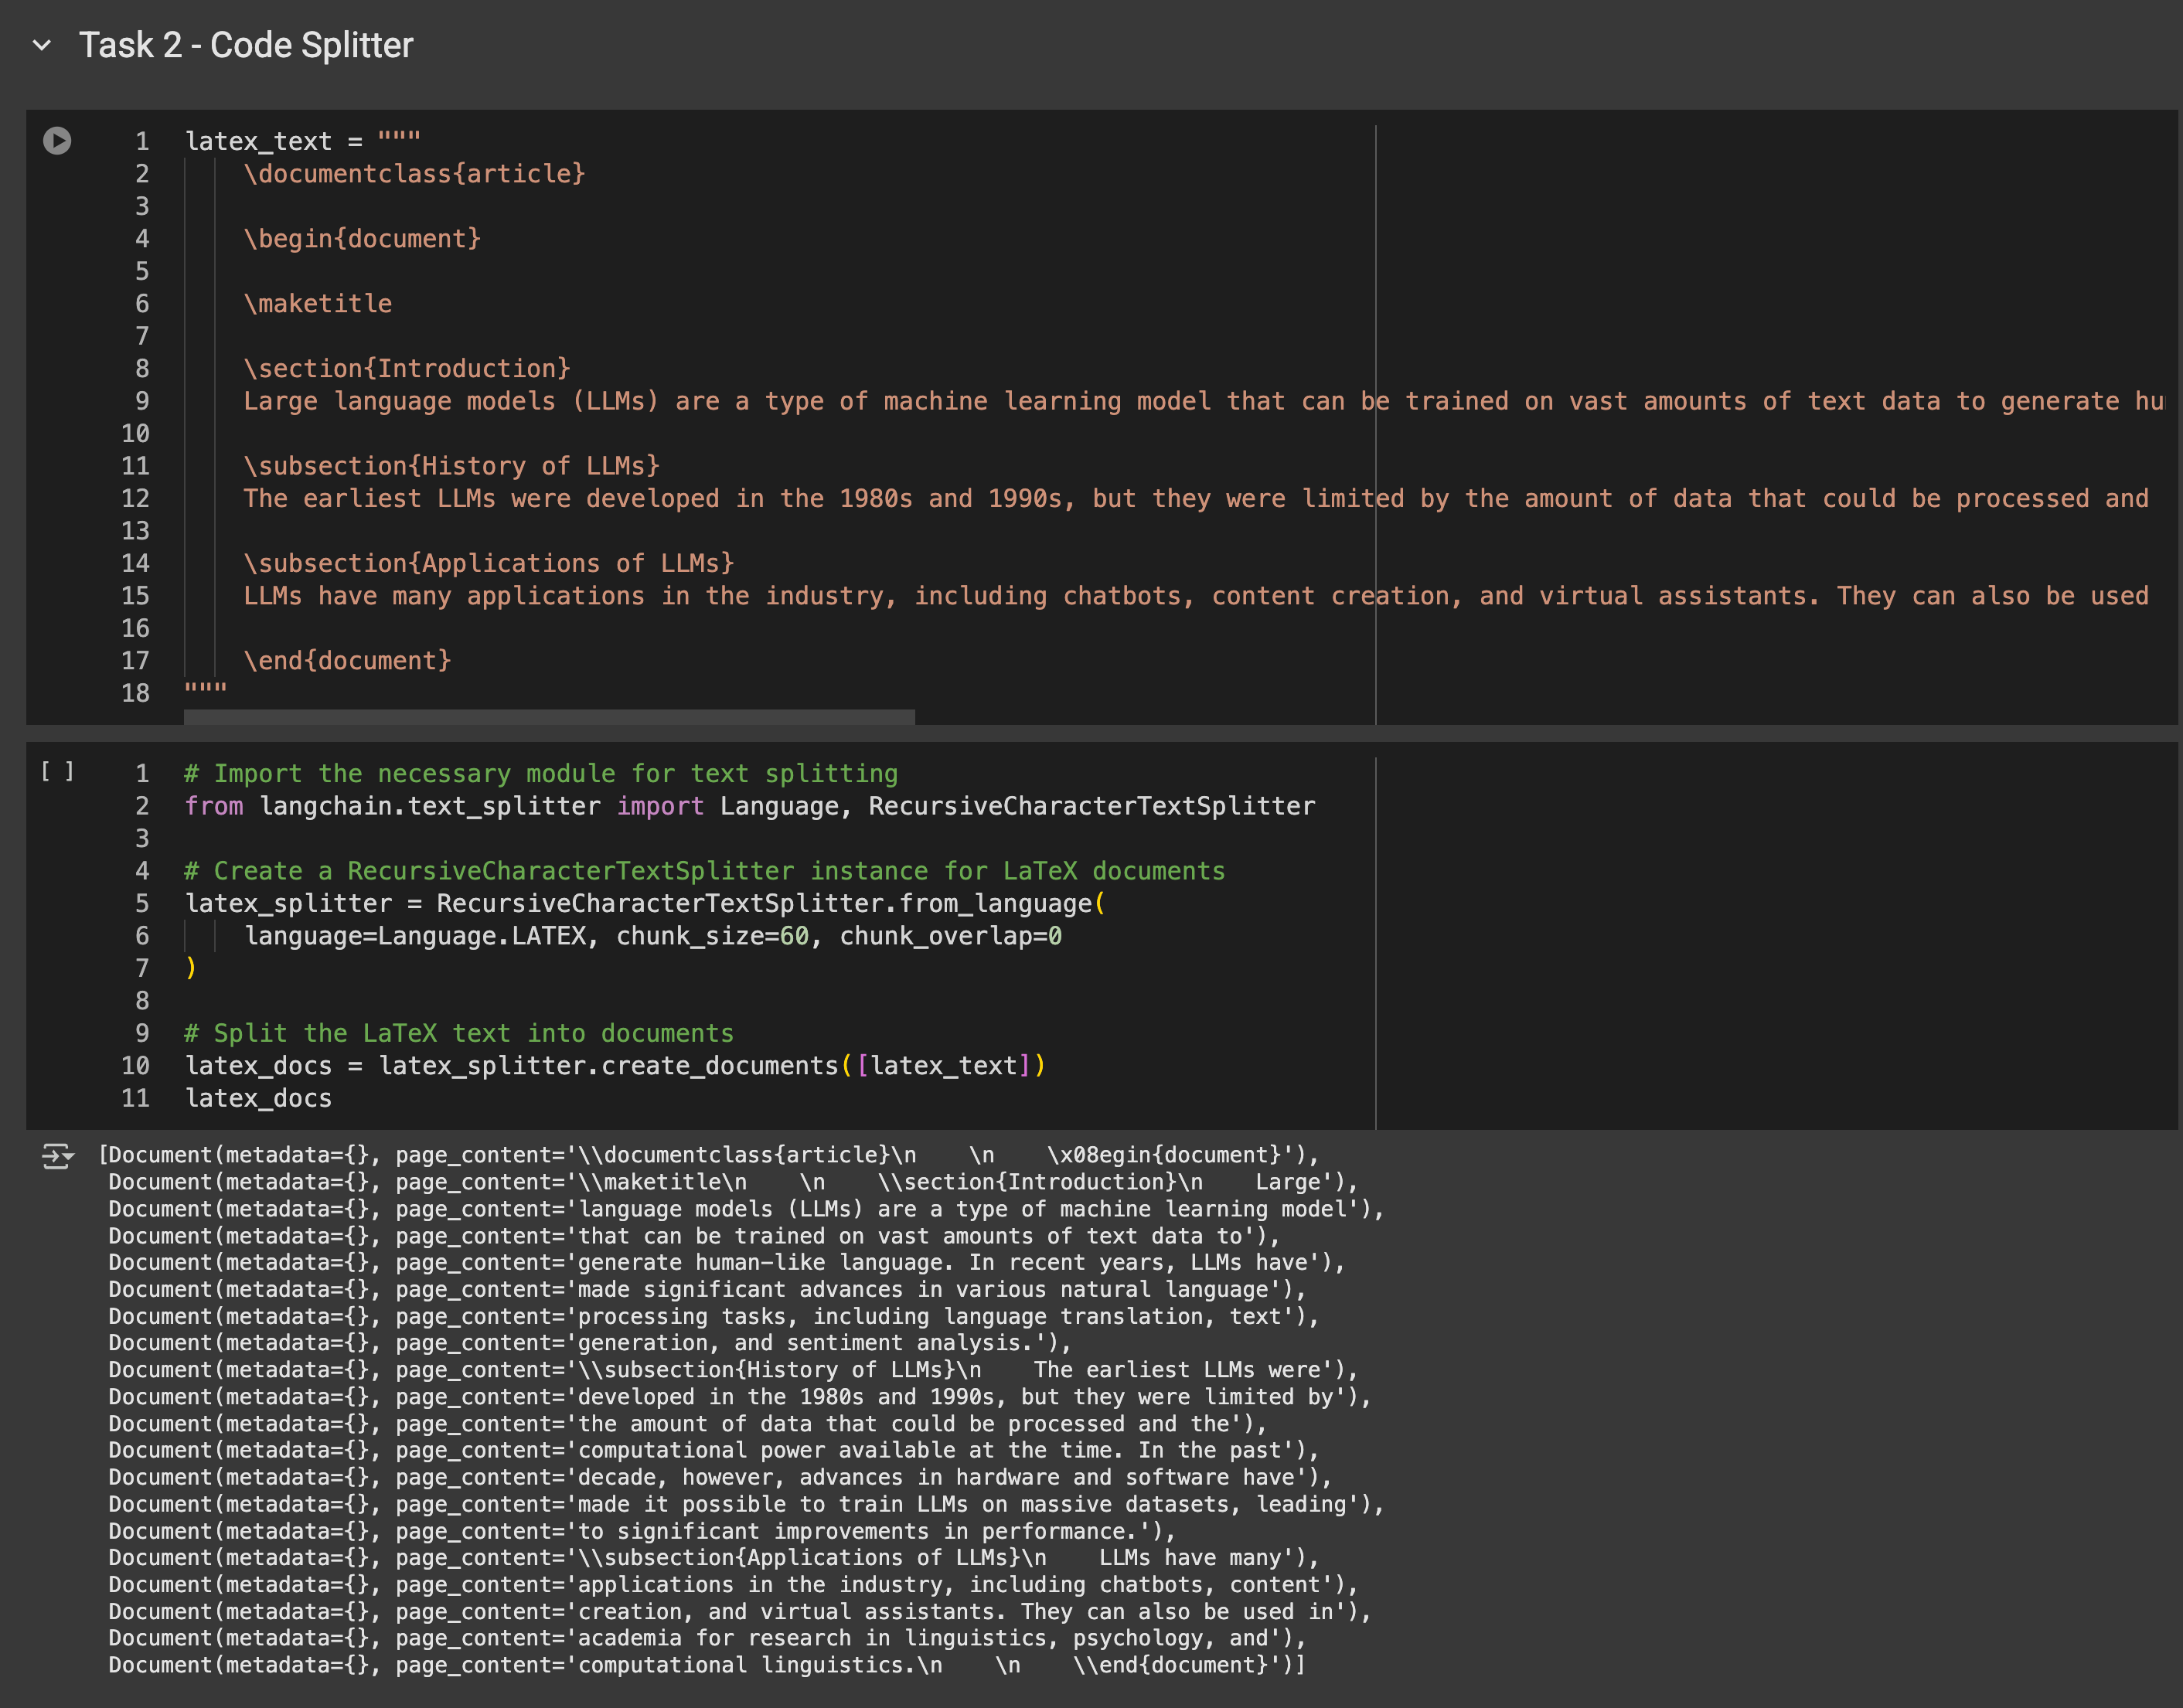 Task 2 - Code Splitter
1 latex_text = """
2     \documentclass{article}
3
4     \begin{document}
5
6     \maketitle
7
8     \section{Introduction}
9     Large language models (LLMs) are a type of machine learning model that can be trained on vast amounts of text data to generate hu
10
11     \subsection{History of LLMs}
12     The earliest LLMs were developed in the 1980s and 1990s, but they were limited by the amount of data that could be processed and
13
14     \subsection{Applications of LLMs}
15     LLMs have many applications in the industry, including chatbots, content creation, and virtual assistants. They can also be used
16
17     \end{document}
18 """
[ ]
1 # Import the necessary module for text splitting
2 from langchain.text_splitter import Language, RecursiveCharacterTextSplitter
3
4 # Create a RecursiveCharacterTextSplitter instance for LaTeX documents
5 latex_splitter = RecursiveCharacterTextSplitter.from_language(
6     language=Language.LATEX, chunk_size=60, chunk_overlap=0
7 )
8
9 # Split the LaTeX text into documents
10 latex_docs = latex_splitter.create_documents([latex_text])
11 latex_docs
[Document(metadata={}, page_content='\\documentclass{article}\n    \n    \x08egin{document}'),
Document(metadata={}, page_content='\\maketitle\n    \n    \\section{Introduction}\n    Large'),
Document(metadata={}, page_content='language models (LLMs) are a type of machine learning model'),
Document(metadata={}, page_content='that can be trained on vast amounts of text data to'),
Document(metadata={}, page_content='generate human-like language. In recent years, LLMs have'),
Document(metadata={}, page_content='made significant advances in various natural language'),
Document(metadata={}, page_content='processing tasks, including language translation, text'),
Document(metadata={}, page_content='generation, and sentiment analysis.'),
Document(metadata={}, page_content='\\subsection{History of LLMs}\n    The earliest LLMs were'),
Document(metadata={}, page_content='developed in the 1980s and 1990s, but they were limited by'),
Document(metadata={}, page_content='the amount of data that could be processed and the'),
Document(metadata={}, page_content='computational power available at the time. In the past'),
Document(metadata={}, page_content='decade, however, advances in hardware and software have'),
Document(metadata={}, page_content='made it possible to train LLMs on massive datasets, leading'),
Document(metadata={}, page_content='to significant improvements in performance.'),
Document(metadata={}, page_content='\\subsection{Applications of LLMs}\n    LLMs have many'),
Document(metadata={}, page_content='applications in the industry, including chatbots, content'),
Document(metadata={}, page_content='creation, and virtual assistants. They can also be used in'),
Document(metadata={}, page_content='academia for research in linguistics, psychology, and'),
Document(metadata={}, page_content='computational linguistics.\n    \n    \\end{document}')]